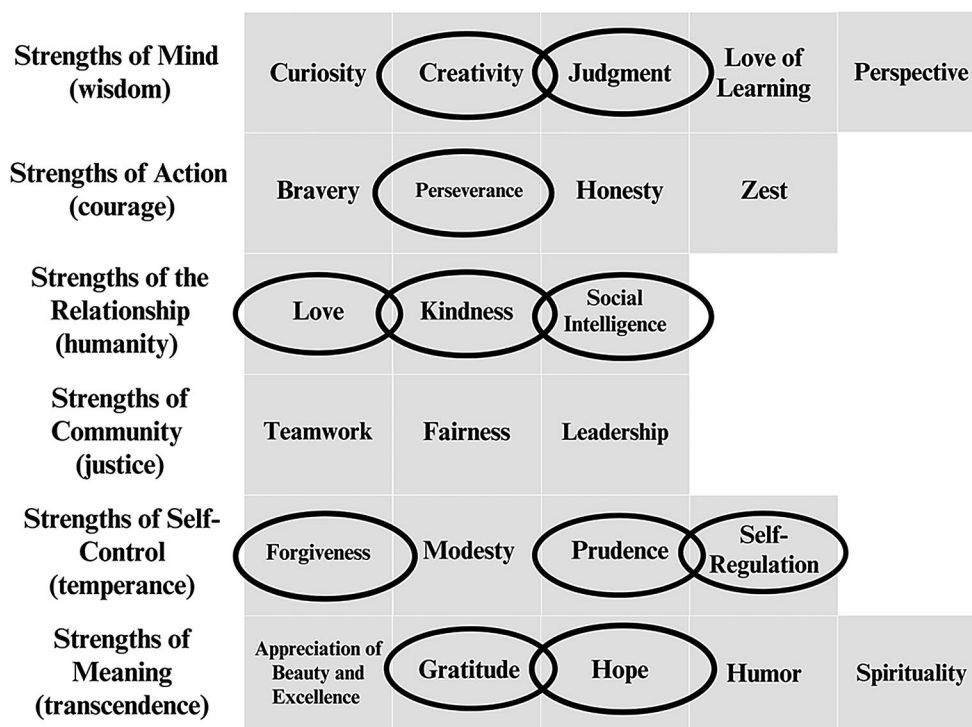 Strengths of Mind
(wisdom)
Curiosity
Creativity
Judgment
Love of
Learning
Perspective
Strengths of Action
(courage)
Bravery
Perseverance
Honesty
Zest
Strengths of the
Relationship
(humanity)
Love
Kindness
Social
Intelligence
Strengths of
Community
(justice)
Teamwork
Fairness
Leadership
Strengths of Self-
Control
(temperance)
Forgiveness
Modesty
Prudence
Self-
Regulation
Strengths of
Meaning
(transcendence)
Appreciation of
Beauty and
Excellence
Gratitude
Hope
Humor
Spirituality